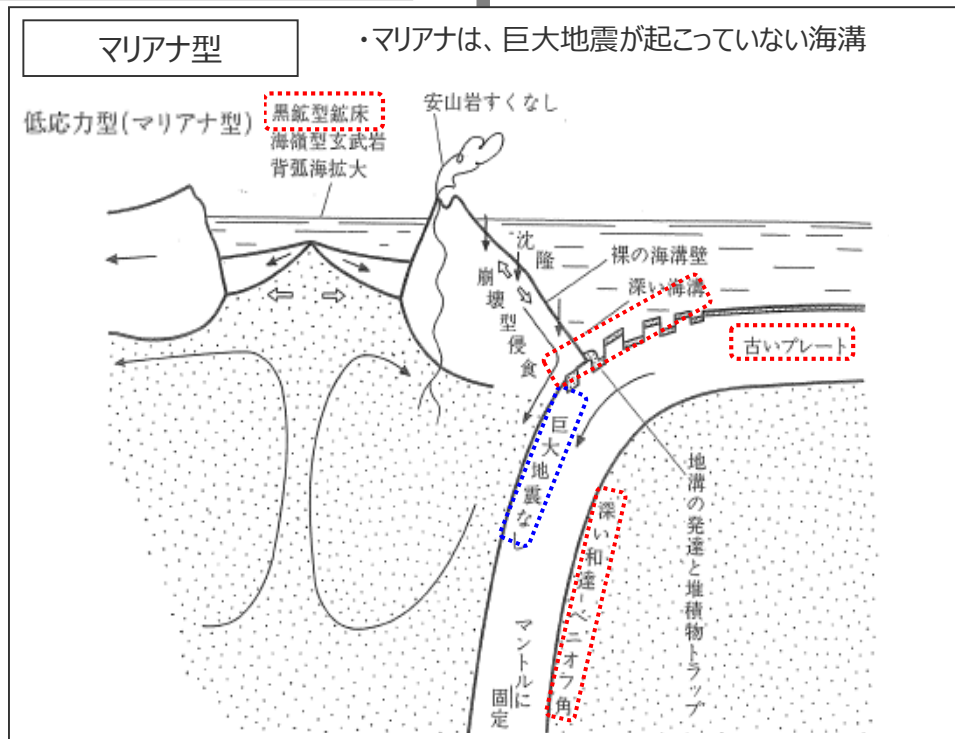 マリアナ型
・マリアナは、巨大地震が起こっていない海溝
低応力型(マリアナ型)
黒鉱型鉱床
海嶺型玄武岩
背弧海拡大
安山岩すくなし
沈隆
崩壊型侵食
裸の海溝壁
深い海溝
古いプレート
巨大地震なし
深い和達-ベニオフ角
地溝の発達と堆積物トラップ
マントルに
固定